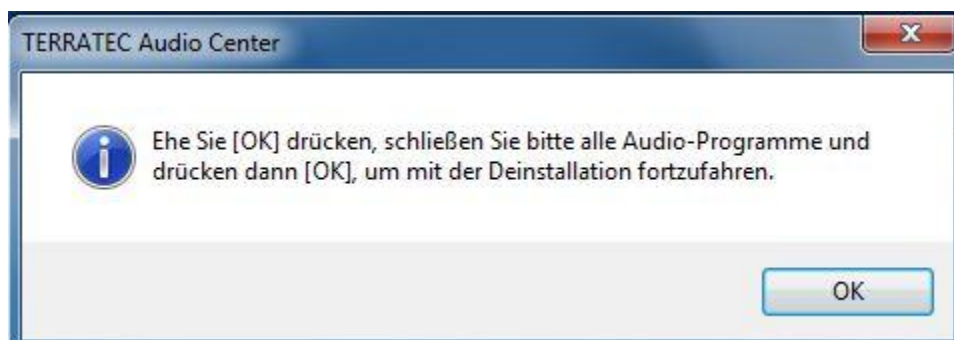 TERRATEC Audio Center
Ehe Sie [OK] drücken, schließen Sie bitte alle Audio-Programme und
drücken dann [OK], um mit der Deinstallation fortzufahren.
OK